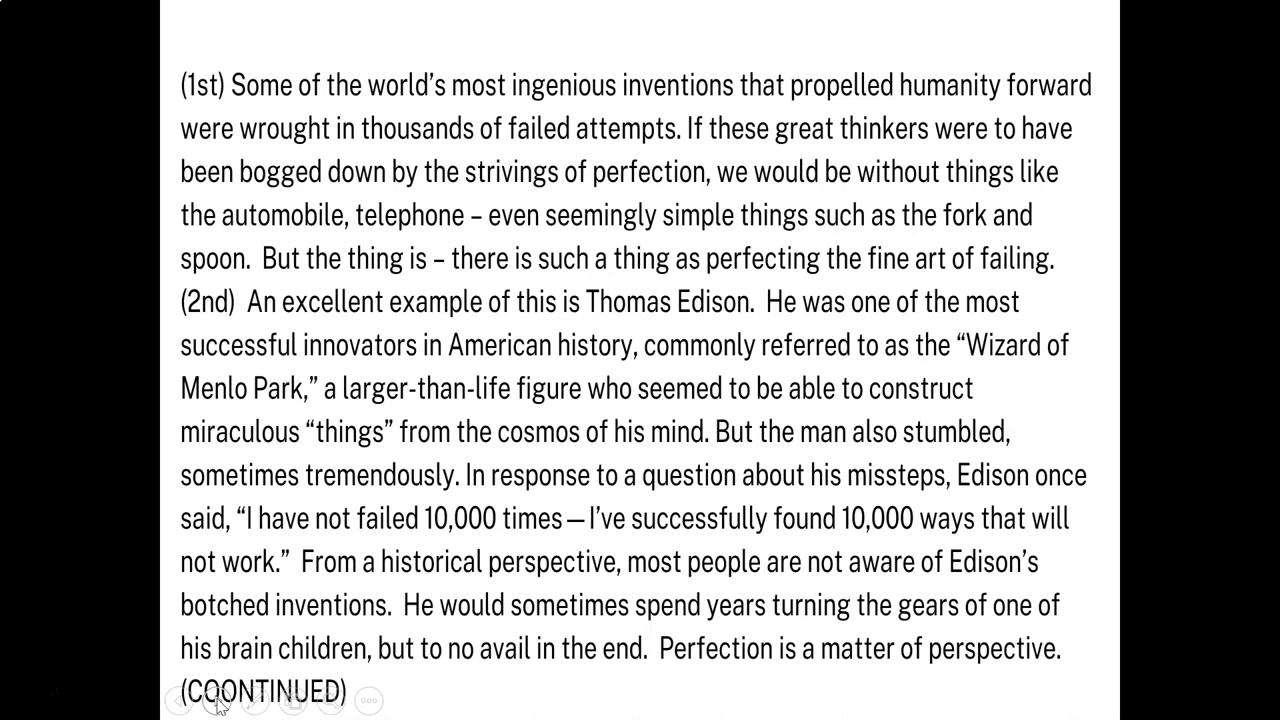 (1st) Some of the world’s most ingenious inventions that propelled humanity forward
were wrought in thousands of failed attempts. If these great thinkers were to have
been bogged down by the strivings of perfection, we would be without things like
the automobile, telephone – even seemingly simple things such as the fork and
spoon.  But the thing is – there is such a thing as perfecting the fine art of failing.
(2nd)  An excellent example of this is Thomas Edison.  He was one of the most
successful innovators in American history, commonly referred to as the “Wizard of
Menlo Park,” a larger-than-life figure who seemed to be able to construct
miraculous “things” from the cosmos of his mind. But the man also stumbled,
sometimes tremendously. In response to a question about his missteps, Edison once
said, “I have not failed 10,000 times—I’ve successfully found 10,000 ways that will
not work.”  From a historical perspective, most people are not aware of Edison’s
botched inventions.  He would sometimes spend years turning the gears of one of
his brain children, but to no avail in the end.  Perfection is a matter of perspective.
(COONTINUED)